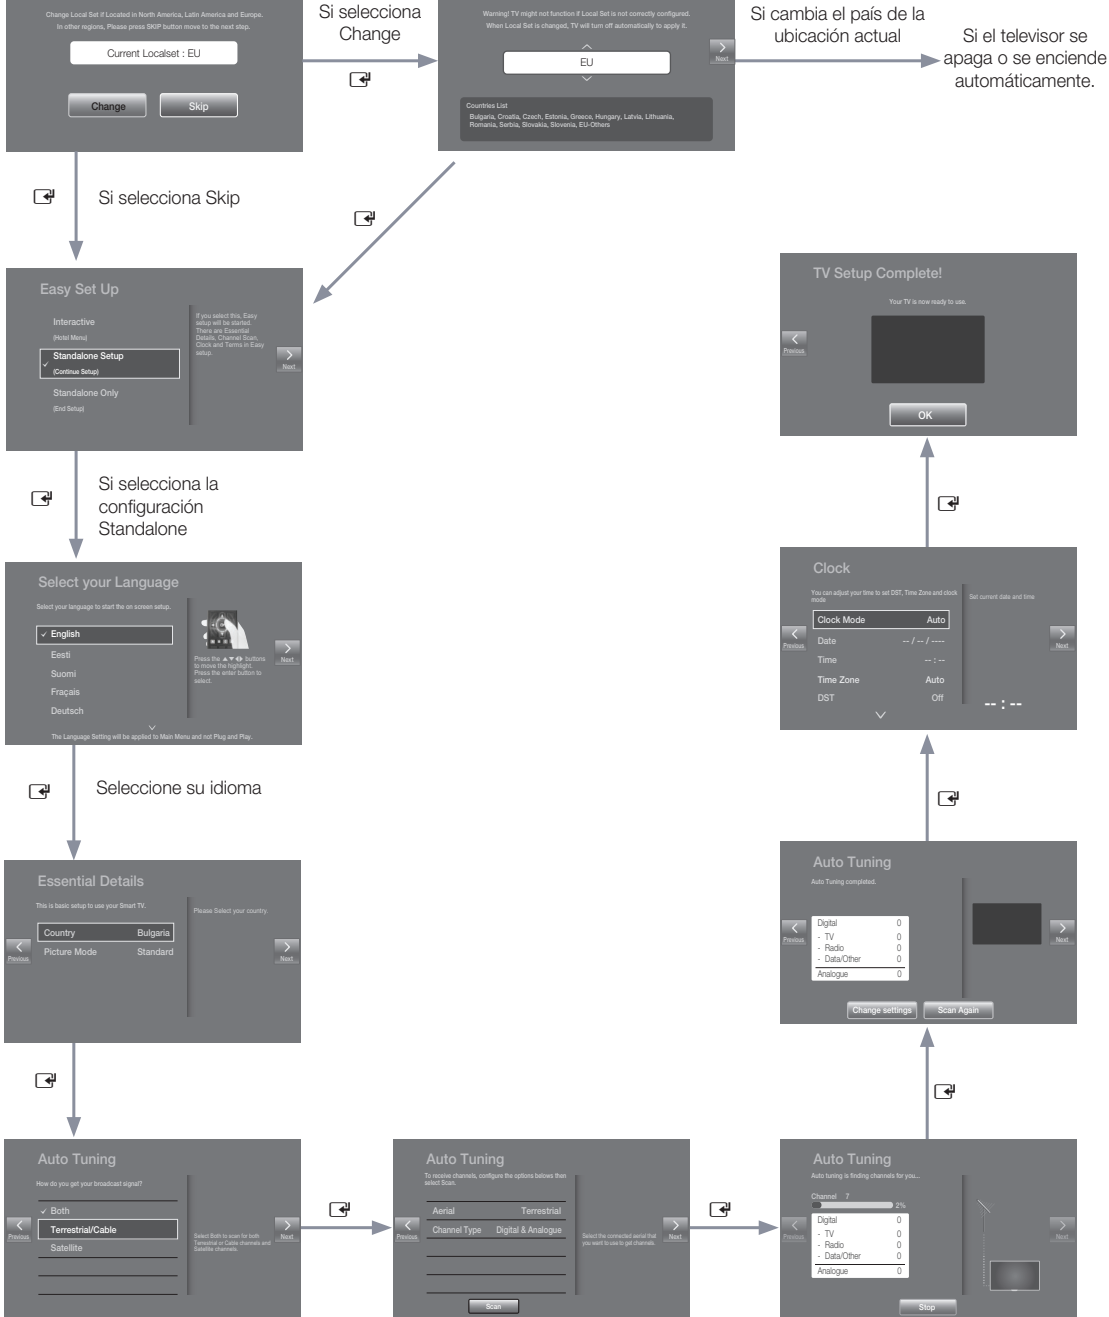 Change Local Set if Located in North America, Latin America and Europe.
In other regions, Please press SKIP button move to the next step.
Current Localset : EU
Change
Skip
Si selecciona
Change
Warning! TV might not function if Local Set is not correctly configured.
When Local Set is changed, TV will turn off automatically to apply it.
EU
Next
Countries List
Bulgaria, Croatia, Czech, Estonia, Greece, Hungary, Latvia, Lithuania,
Romania, Serbia, Slovakia, Slovenia, EU-Others
Si cambia el país de la
ubicación actual
Si el televisor se
apaga o se enciende
automáticamente.
Si selecciona Skip
Easy Set Up
Interactive
(Hotel Menu)
Standalone Setup
(Continue Setup)
Standalone Only
(End Setup)
If you select this, Easy
setup will be started.
There are Essential
Details, Channel Scan,
Clock and Terms in Easy
setup.
Next
Si selecciona la
configuración
Standalone
Select your Language
Select your language to start the on screen setup.
English
Eesti
Suomi
Fraçais
Deutsch
Press the ▲▼◀▶ buttons
to move the highlight.
Press the enter button to
select.
Next
The Language Setting will be applied to Main Menu and not Plug and Play.
Seleccione su idioma
Essential Details
This is basic setup to use your Smart TV.
Country Bulgaria
Picture Mode Standard
Please Select your country.
Previous
Next
Auto Tuning
How do you get your broadcast signal?
Both
Terrestrial/Cable
Satellite
Select Both to scan for both
Terrestrial or Cable channels and
Satellite channels.
Previous
Next
Auto Tuning
To receive channels, configure the options belows then
select Scan.
Aerial Terrestrial
Channel Type Digital & Analogue
Select the connected aerial that
you want to use to get channels.
Previous
Next
Scan
Auto Tuning
Auto tuning is finding channels for you...
Channel 7
2%
Digital 0
- TV 0
- Radio 0
- Data/Other 0
Analogue 0
Previous
Next
Stop
Auto Tuning
Auto Tuning completed.
Digital 0
- TV 0
- Radio 0
- Data/Other 0
Analogue 0
Previous
Next
Change settings
Scan Again
Clock
You can adjust your time to set DST, Time Zone and clock
mode
Set current date and time
Clock Mode Auto
Date -- / -- / ----
Time -- : --
Time Zone Auto
DST Off
-- : --
Previous
Next
TV Setup Complete!
Your TV is now ready to use.
Previous
OK